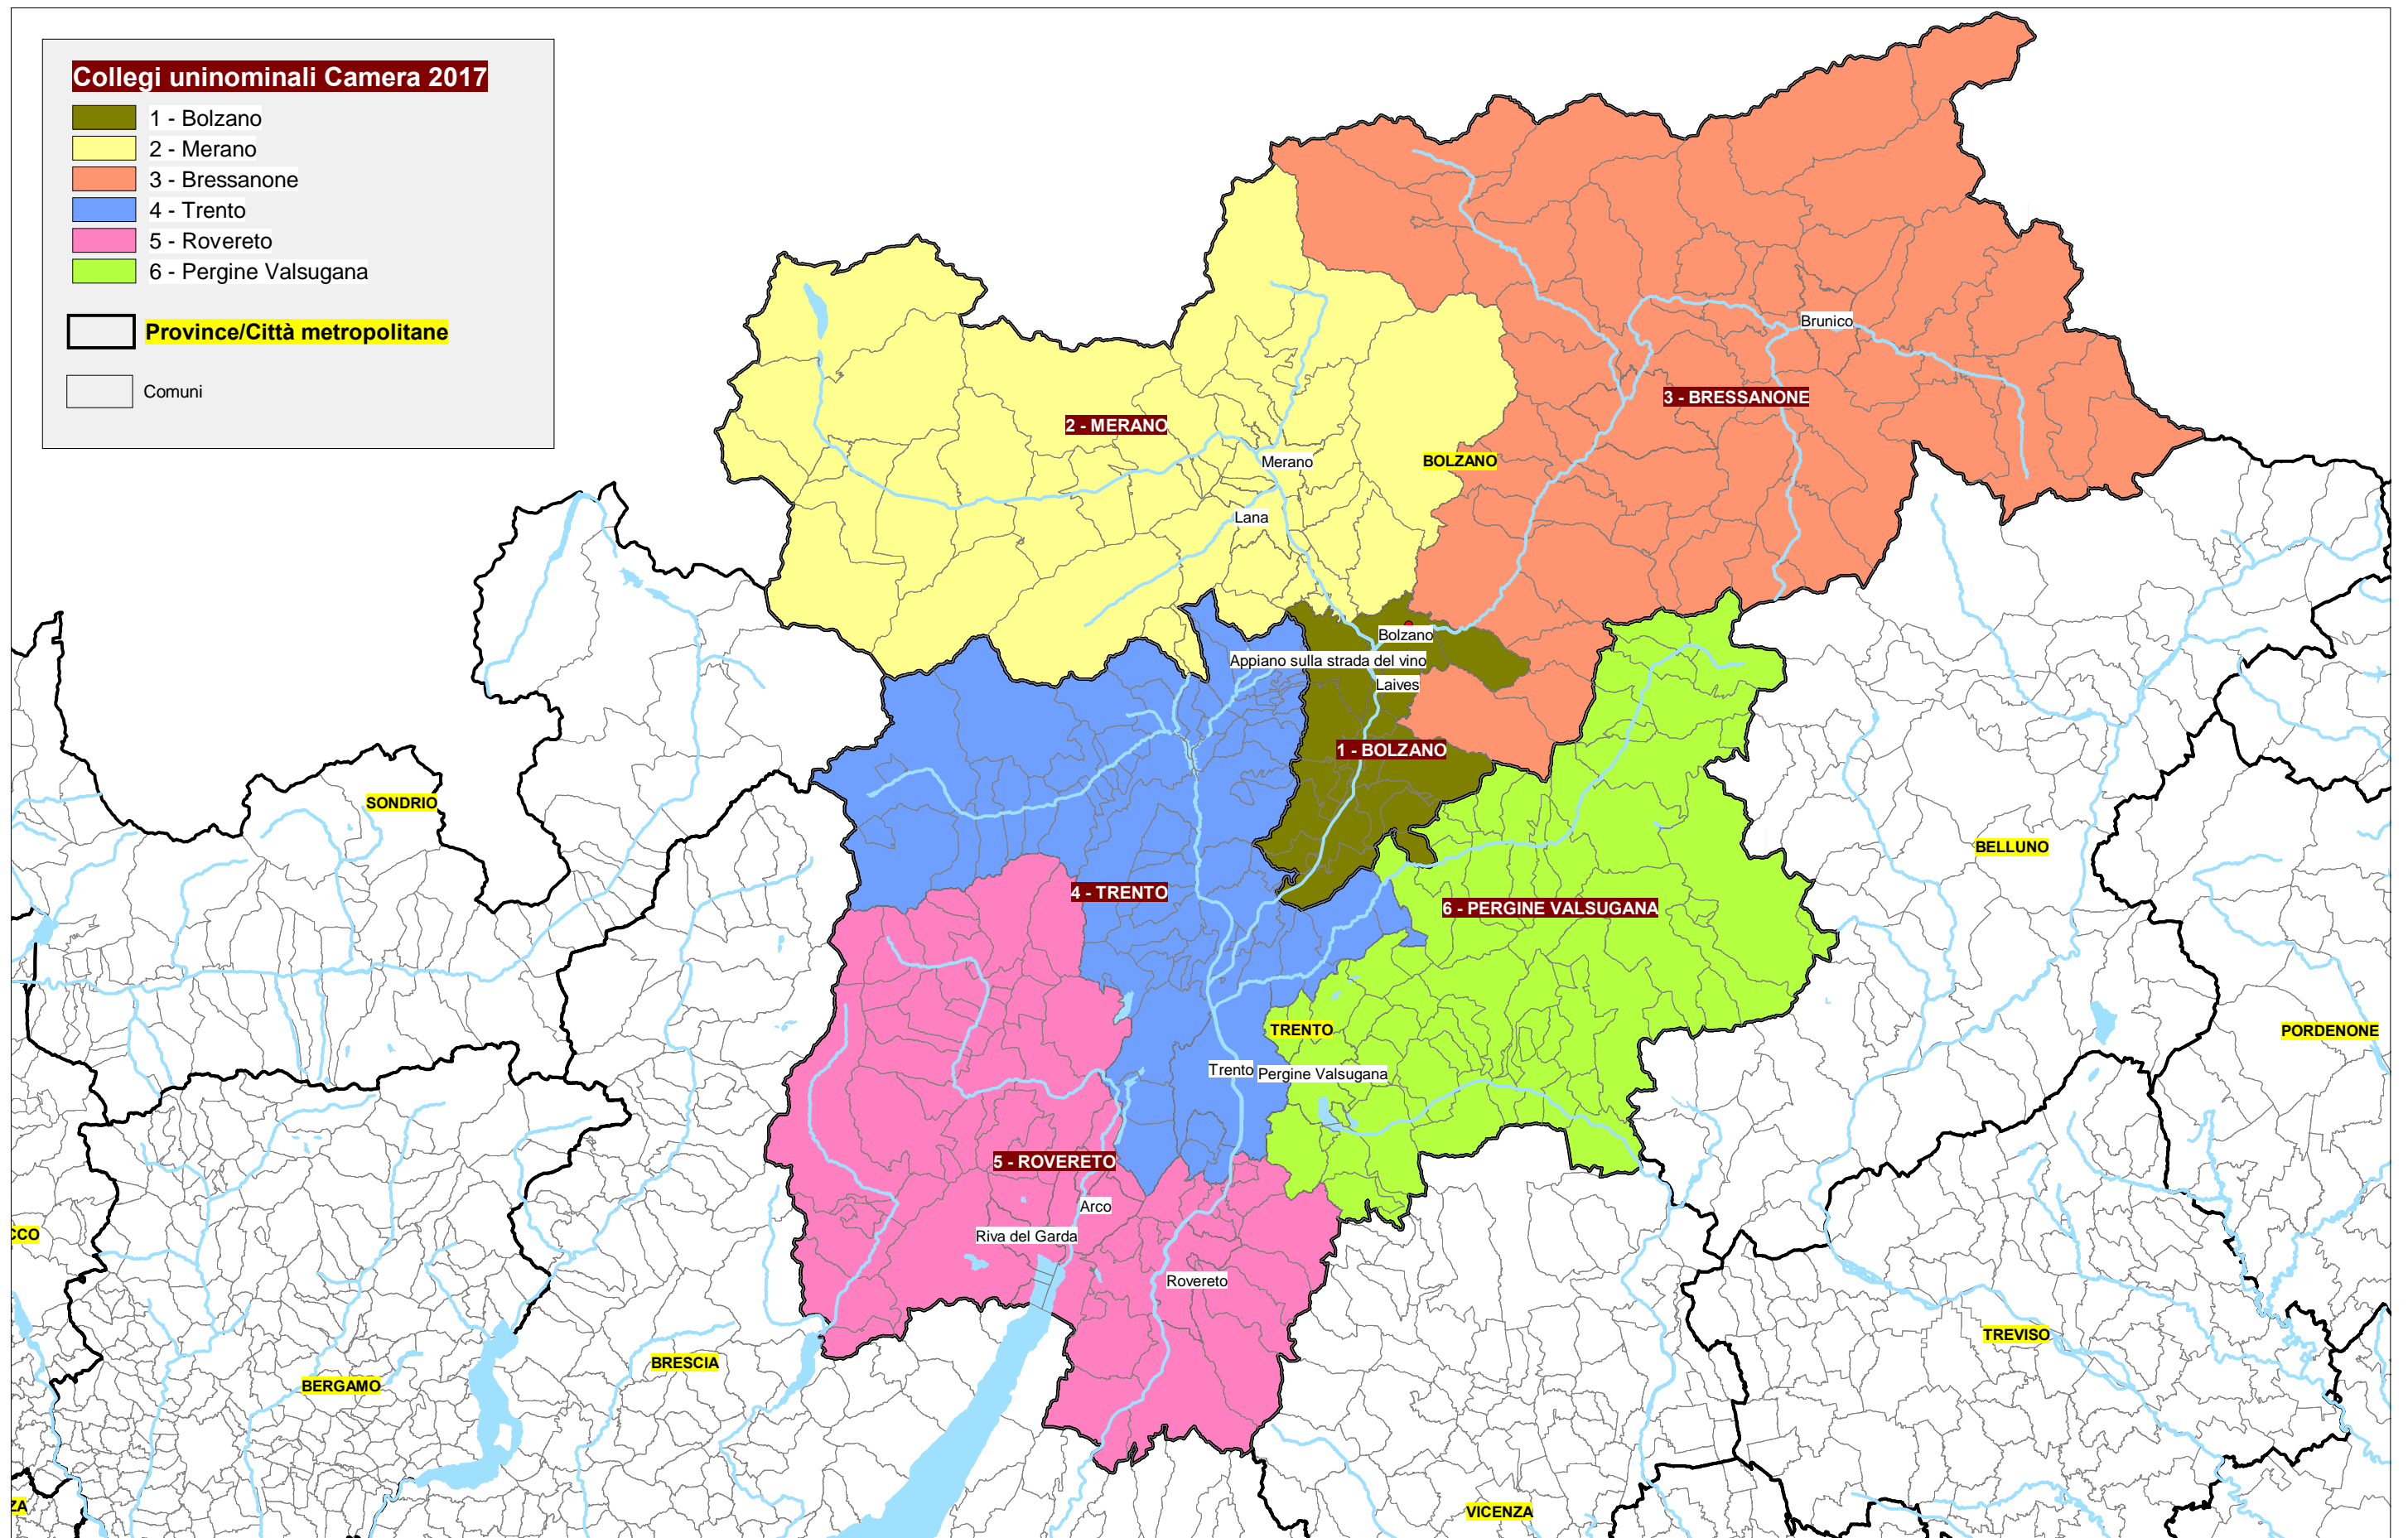 Collegi uninominali Camera 2017
1 - Bolzano
2 - Merano
3 - Bressanone
4 - Trento
5 - Rovereto
6 - Pergine Valsugana
Province/Città metropolitane
Comuni
Brunico
3 - BRESSANONE
2 - MERANO
Merano
BOLZANO
Lana
Bolzano
Appiano sulla strada del vino
Laives
1 - BOLZANO
SONDRIO
BELLUNO
4 - TRENTO
6 - PERGINE VALSUGANA
TRENTO
PORDENONE
Trento
Pergine Valsugana
5 - ROVERETO
Arco
CCO
Riva del Garda
Rovereto
TREVISO
BRESCIA
BERGAMO
ZA
VICENZA